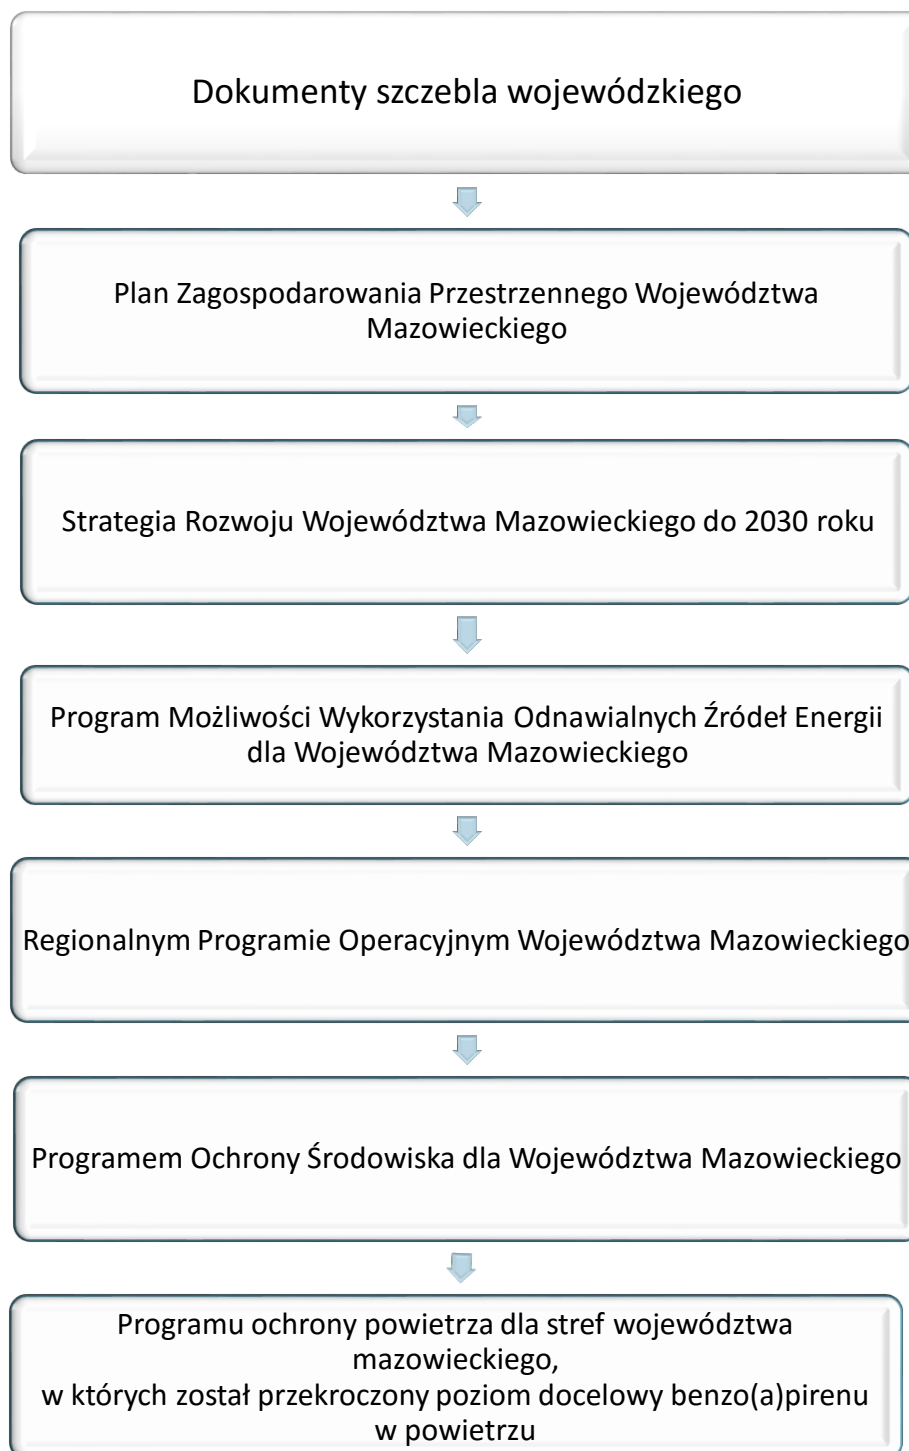 Dokumenty szczebla wojewódzkiego
Plan Zagospodarowania Przestrzennego Województwa
Mazowieckiego
Strategia Rozwoju Województwa Mazowieckiego do 2030 roku
Program Możliwości Wykorzystania Odnawialnych Źródeł Energii
dla Województwa Mazowieckiego
Regionalnym Programie Operacyjnym Województwa Mazowieckiego
Programem Ochrony Środowiska dla Województwa Mazowieckiego
Programu ochrony powietrza dla stref województwa
mazowieckiego,
w których został przekroczony poziom docelowy benzo(a)pirenu
w powietrzu